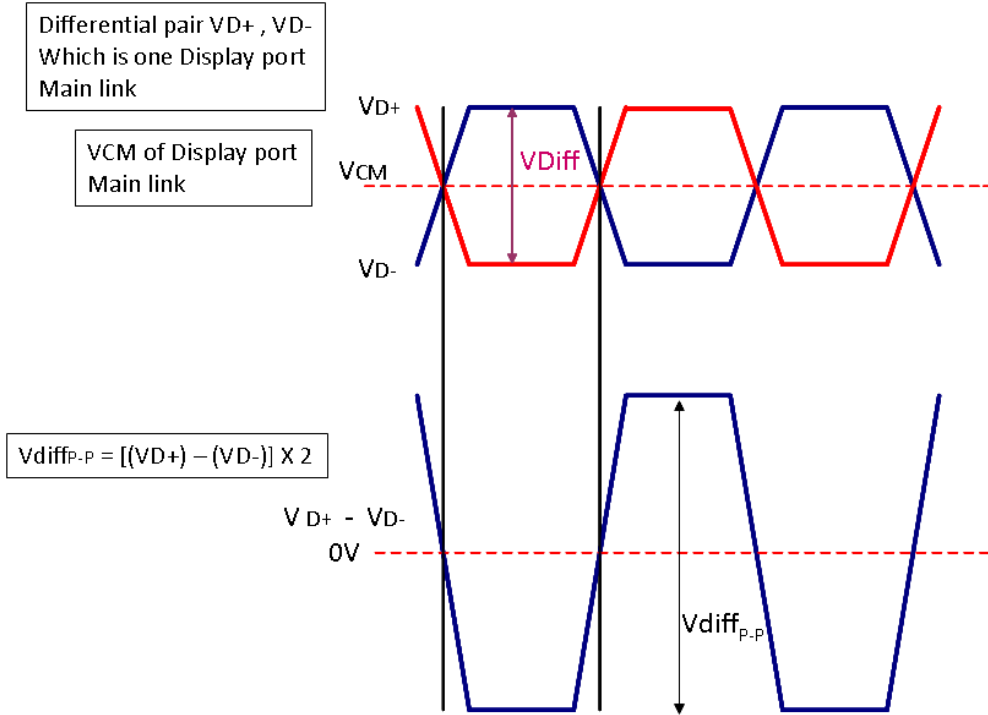 Differential pair VD+ , VD-
Which is one Display port
Main link
VCM of Display port
Main link
VD+
VDiff
VCM
VD-
VdiffP-P = [(VD+) – (VD-)] X 2
V D+ - VD-
0V
VdiffP-P